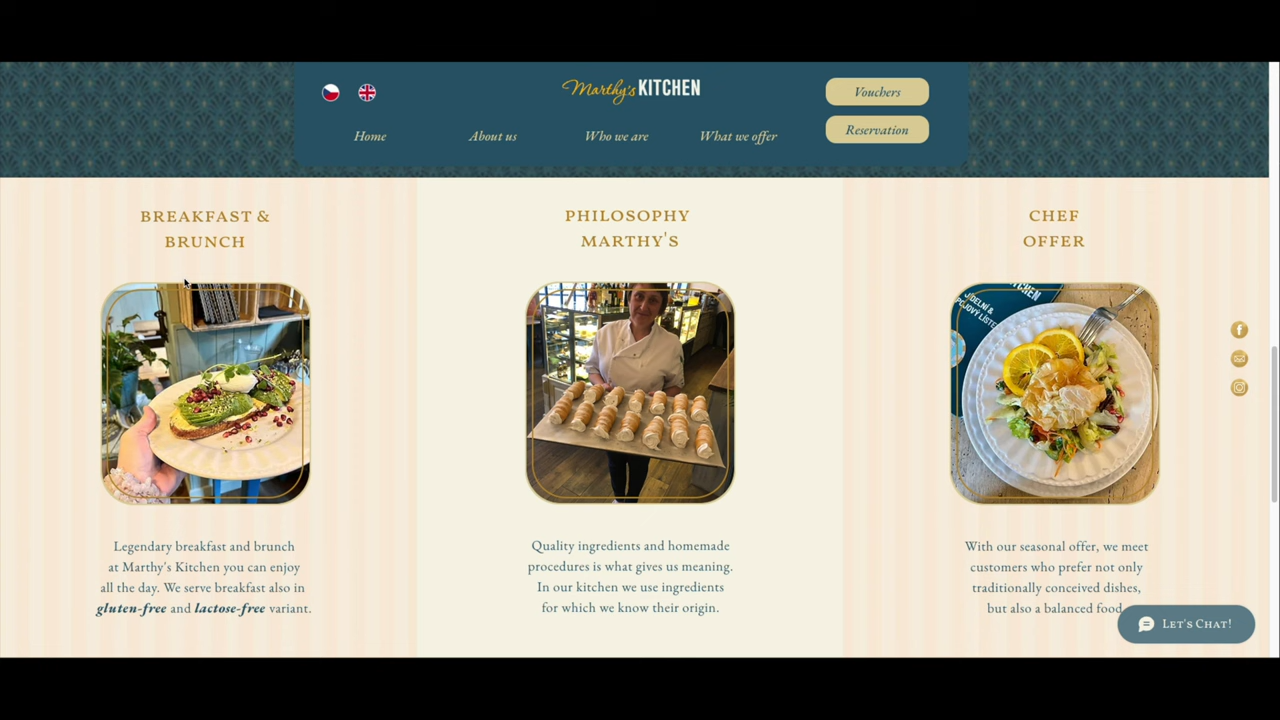 Marthy's KITCHEN
Vouchers
Home
About us
Who we are
What we offer
Reservation
BREAKFAST &
BRUNCH
PHILOSOPHY
MARTHY'S
CHEF
OFFER
KITCHEN
JÍDELNÍ &
Legendary breakfast and brunch
at Marthy's Kitchen you can enjoy
all the day. We serve breakfast also in
gluten-free and lactose-free variant.
Quality ingredients and homemade
procedures is what gives us meaning.
In our kitchen we use ingredients
for which we know their origin.
With our seasonal offer, we meet
customers who prefer not only
traditionally conceived dishes,
but also a balanced food
Let's Chat!